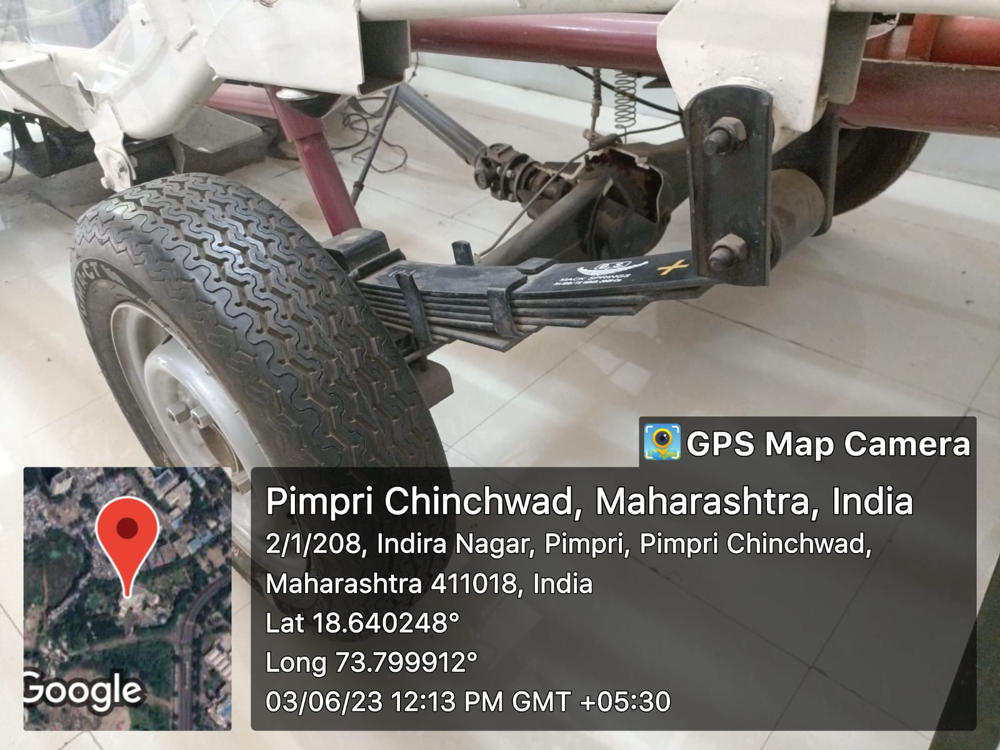 B.S
MACK SPRINGS
GPS Map Camera
Pimpri Chinchwad, Maharashtra, India
2/1/208, Indira Nagar, Pimpri, Pimpri Chinchwad,
Maharashtra 411018, India
Lat 18.640248°
Long 73.799912°
03/06/23 12:13 PM GMT +05:30
Google